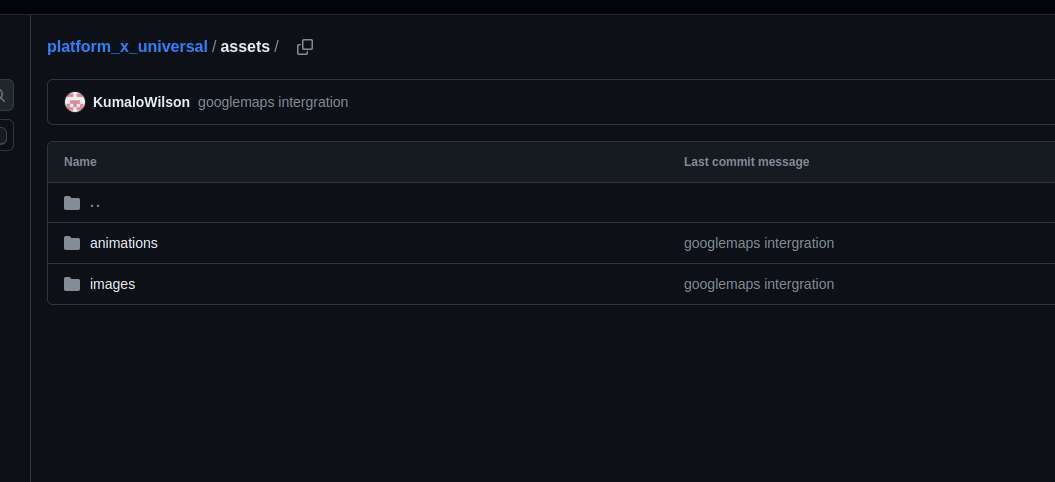 platform_x_universal / assets /
KumaloWilson googlemaps intergration
Name Last commit message
..
animations googlemaps intergration
images googlemaps intergration